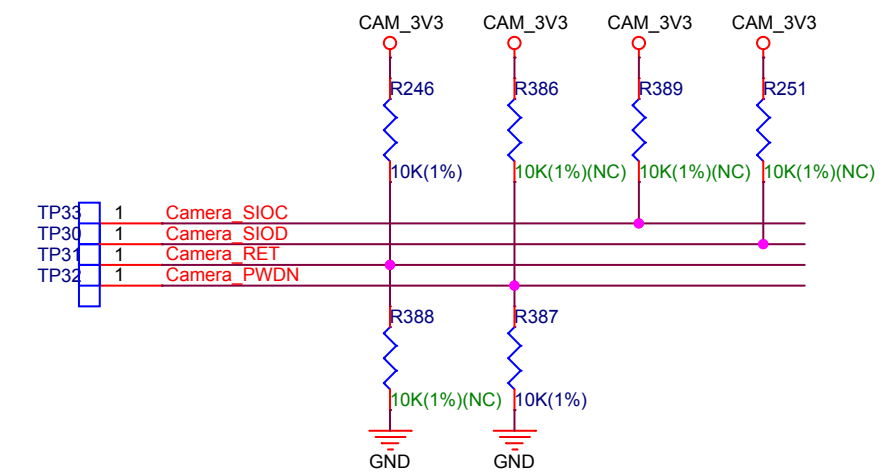 CAM_3V3 CAM_3V3 CAM_3V3 CAM_3V3
R246 R386 R389 R251
10K(1%) 10K(1%)(NC) 10K(1%)(NC) 10K(1%)(NC)
TP33 1 Camera_SIOC
TP30 1 Camera_SIOD
TP31 1 Camera_RET
TP32 1 Camera_PWDN
R388 R387
10K(1%)(NC) 10K(1%)
GND GND